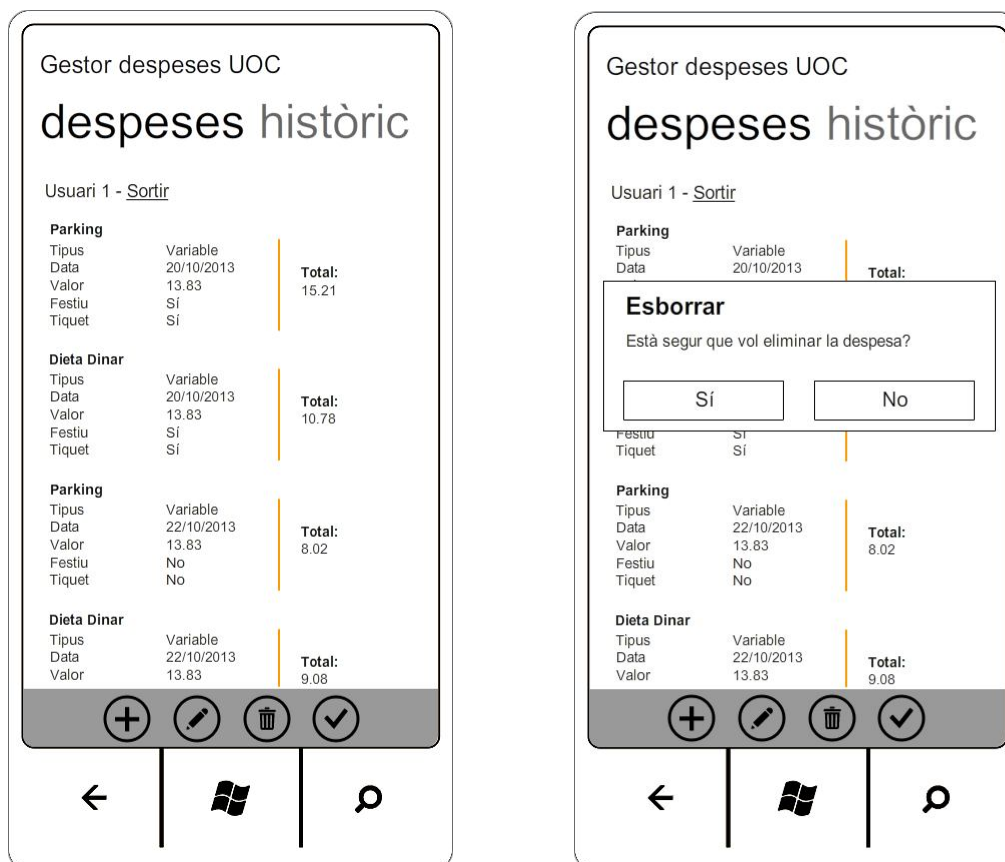 Gestor despeses UOC
despeses històric
Usuari 1 - Sortir
Parking
Tipus Variable
Data 20/10/2013
Valor 13.83
Festiu Sí
Tiquet Sí
Total:
15.21
Dieta Dinar
Tipus Variable
Data 20/10/2013
Valor 13.83
Festiu Sí
Tiquet Sí
Total:
10.78
Parking
Tipus Variable
Data 22/10/2013
Valor 13.83
Festiu No
Tiquet No
Total:
8.02
Dieta Dinar
Tipus Variable
Data 22/10/2013
Valor 13.83
Total:
9.08
Gestor despeses UOC
despeses històric
Usuari 1 - Sortir
Parking
Tipus Variable
Data 20/10/2013
Total:
Esborrar
Està segur que vol eliminar la despesa?
Sí No
Festiu Sí
Tiquet Sí
Parking
Tipus Variable
Data 22/10/2013
Valor 13.83
Festiu No
Tiquet No
Total:
8.02
Dieta Dinar
Tipus Variable
Data 22/10/2013
Valor 13.83
Total:
9.08